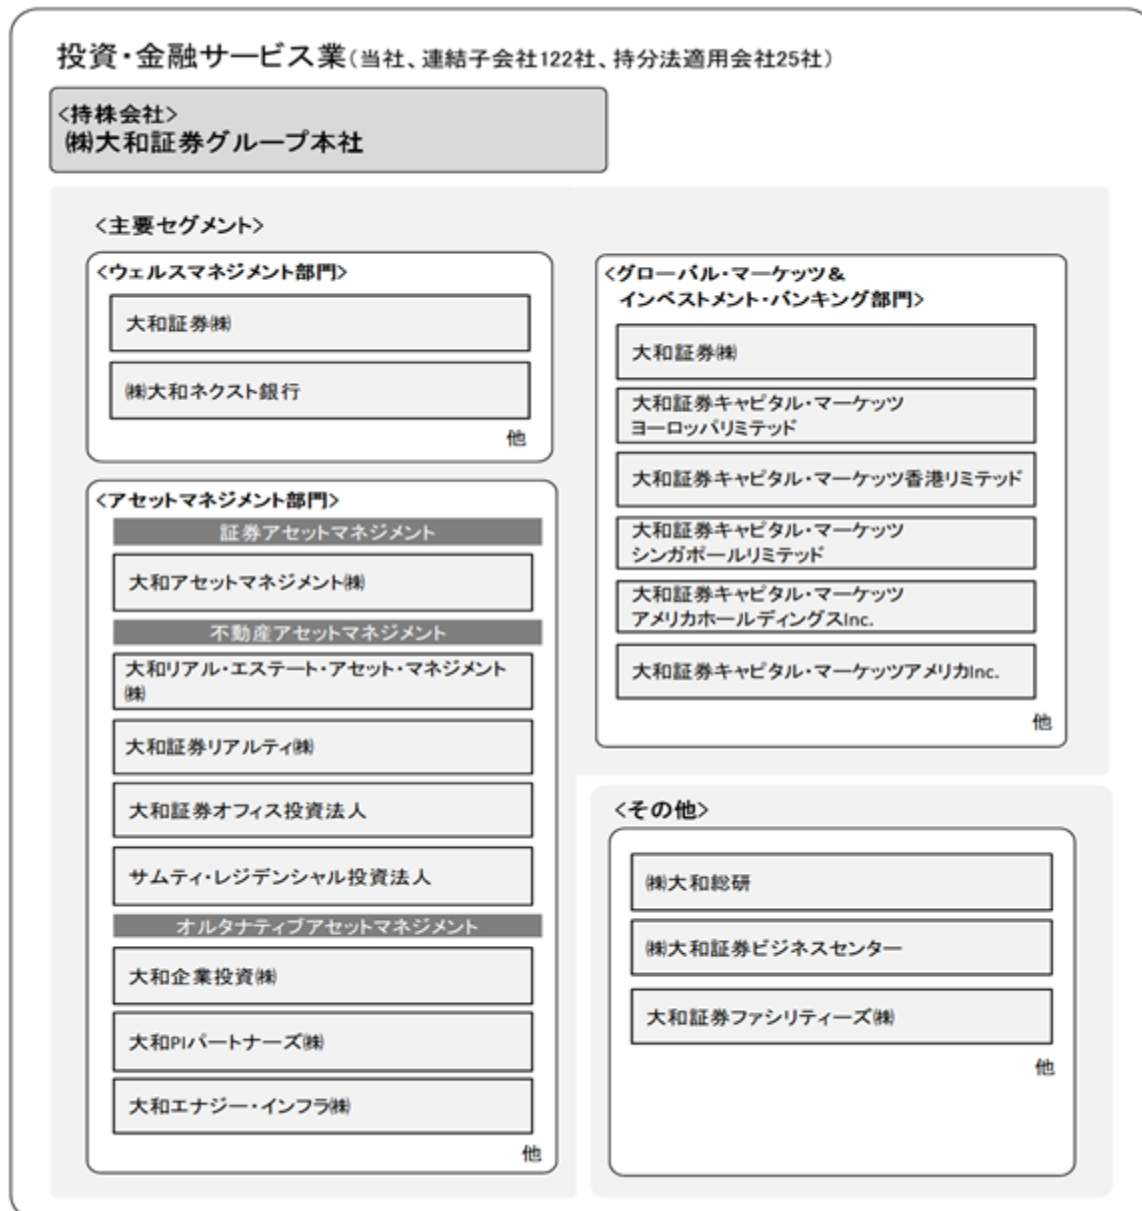 投資・金融サービス業(当社、連結子会社122社、持分法適用会社25社)
<持株会社>
㈱大和証券グループ本社
<主要セグメント>
<ウェルスマネジメント部門>
大和証券㈱
㈱大和ネクスト銀行
他
<アセットマネジメント部門>
証券アセットマネジメント
大和アセットマネジメント㈱
不動産アセットマネジメント
大和リアル・エステート・アセット・マネジメント
㈱
大和証券リアルティ㈱
大和証券オフィス投資法人
サムティ・レジデンシャル投資法人
オルタナティブアセットマネジメント
大和企業投資㈱
大和PIパートナーズ㈱
大和エナジー・インフラ㈱
他
<グローバル・マーケッツ&
インベストメント・バンキング部門>
大和証券㈱
大和証券キャピタル・マーケッツ
ヨーロッパリミテッド
大和証券キャピタル・マーケッツ香港リミテッド
大和証券キャピタル・マーケッツ
シンガポールリミテッド
大和証券キャピタル・マーケッツ
アメリカホールディングスInc.
大和証券キャピタル・マーケッツアメリカInc.
他
<その他>
㈱大和総研
㈱大和証券ビジネスセンター
大和証券ファシリティーズ㈱
他